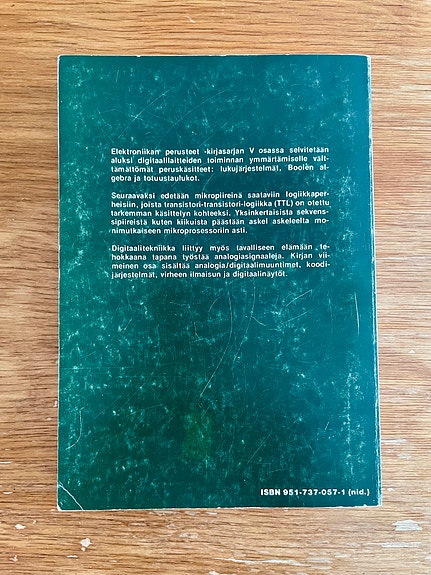 Elektroniikan perusteet -kirjasarjan V osassa selvitetään
aluksi digitaalilaitteiden toiminnan ymmärtämiselle vält-
tämättömät peruskäsitteet: lukujärjestelmät, Boolen al-
gebra ja totuustaulukot.
Seuraavaksi edetään mikropiireinä saataviin logiikkaper-
heisiin, joista transistori-transistori-logiikka (TTL) on otettu
tarkemman käsittelyn kohteeksi. Yksinkertaisista sekvens-
sipiireistä kuten kiikuista päästään askel askeleelta mo-
nimutkaiseen mikroprosessoriin asti.
Digitaalitekniikka liittyy myös tavalliseen elämään te-
hokkaana tapana työstää analogiasignaaleja. Kirjan vii-
meinen osa sisältää analogia/digitaalimuuntimet, koodi-
järjestelmät, virheen ilmaisun ja digitaalinäytöt.
ISBN 951-737-057-1 (nid.)